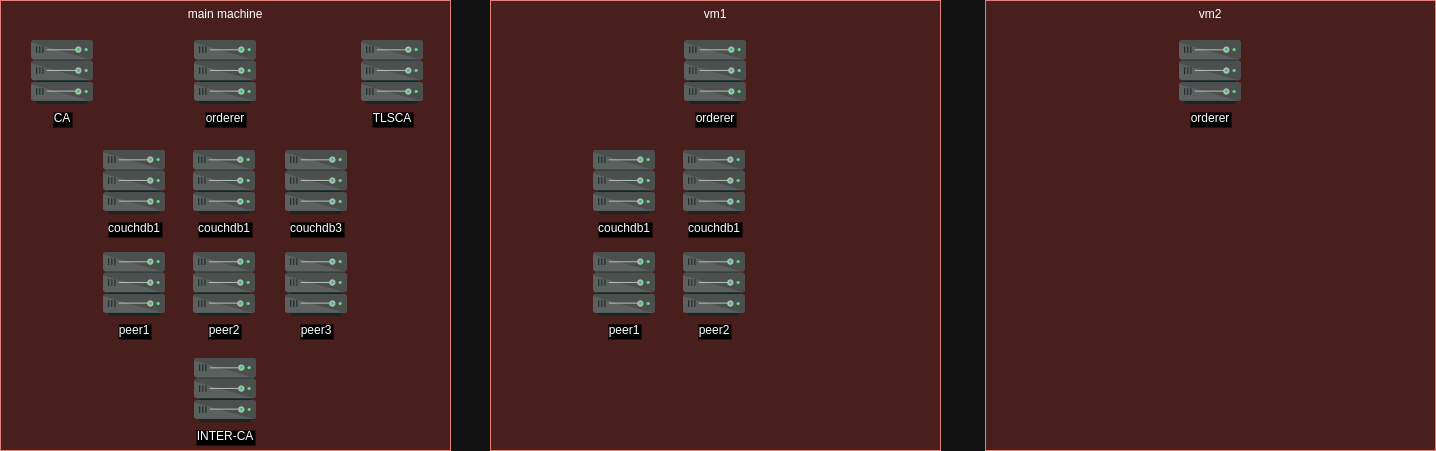 main machine
CA
orderer
TLSCA
couchdb1
couchdb1
couchdb3
peer1
peer2
peer3
INTER-CA
vm1
orderer
couchdb1
couchdb1
peer1
peer2
vm2
orderer